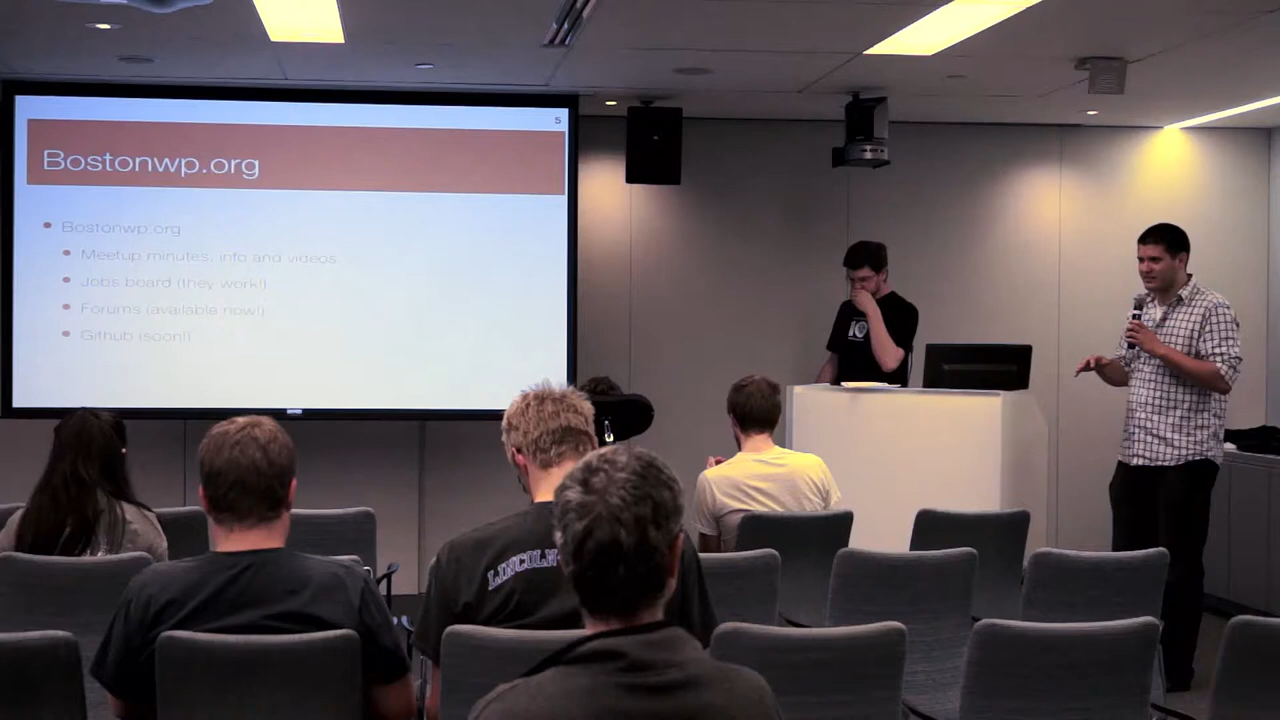 5
Bostonwp.org
Bostonwp.org
Meetup minutes, info and videos
Jobs board (they work!)
Forums (available now!)
Github (soon!)
10
LINCOLN-